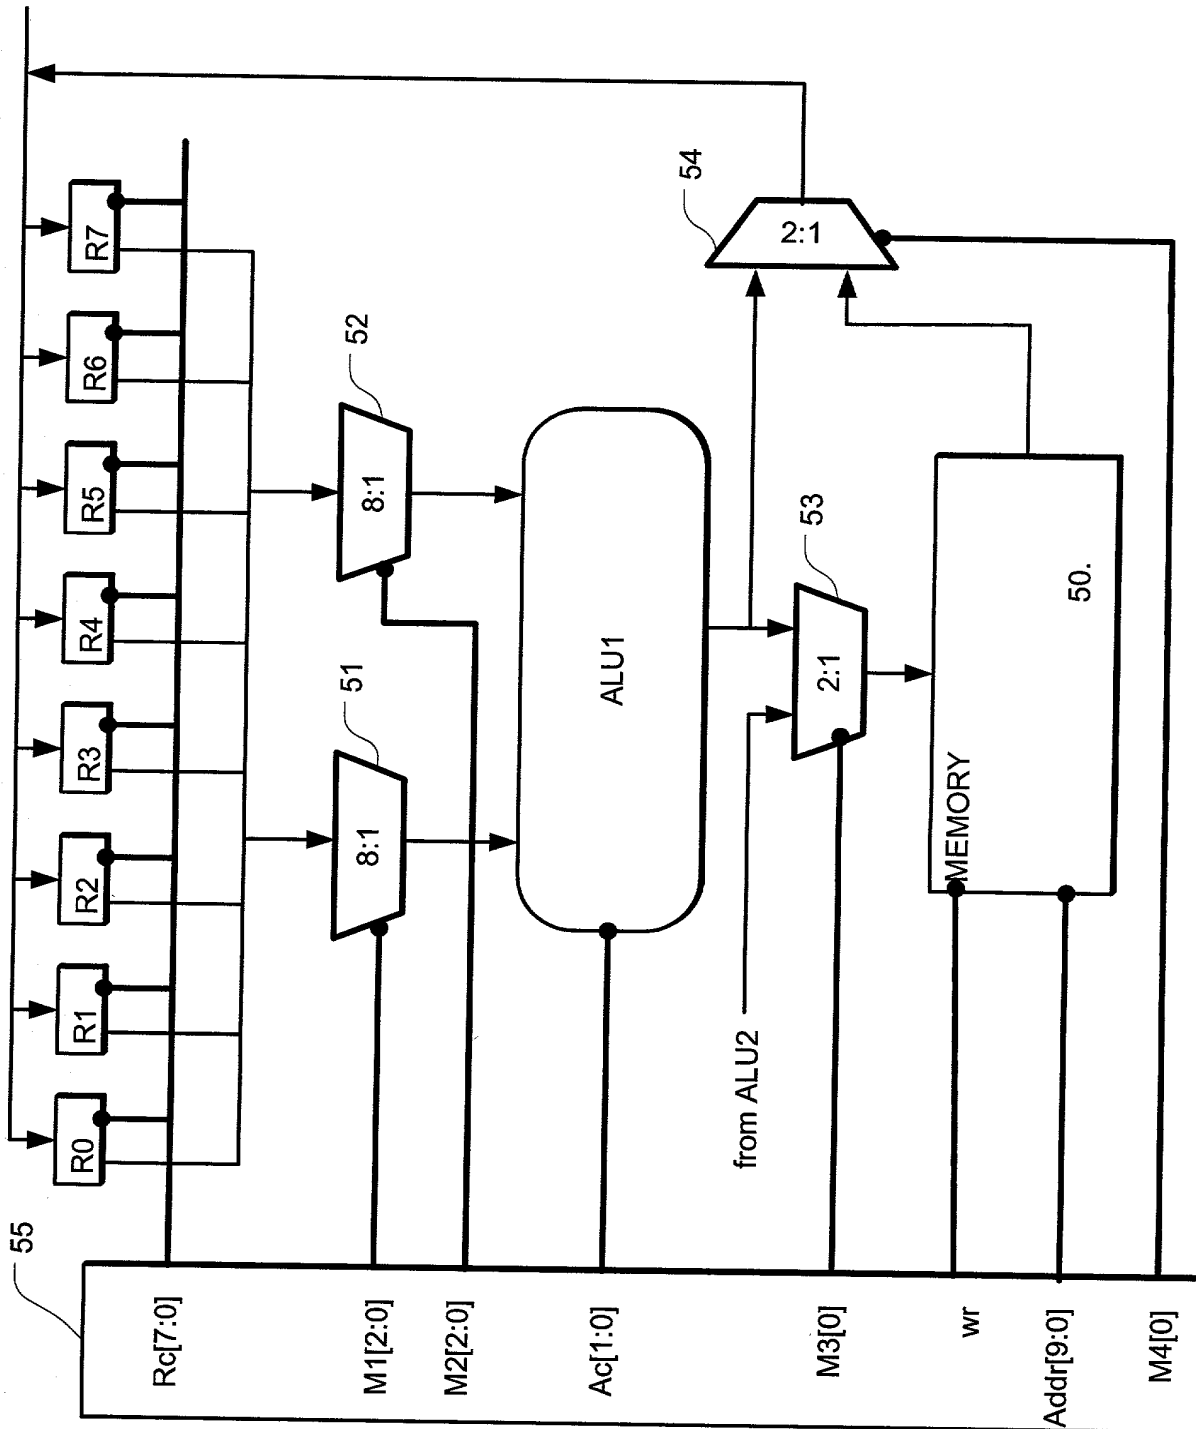 55
Rc[7:0]
M1[2:0]
M2[2:0]
Ac[1:0]
M3[0]
wr
Addr[9:0]
M4[0]
R0
R1
R2
R3
R4
R5
R6
R7
51
8:1
52
8:1
ALU1
from ALU2
53
2:1
54
2:1
MEMORY
50.